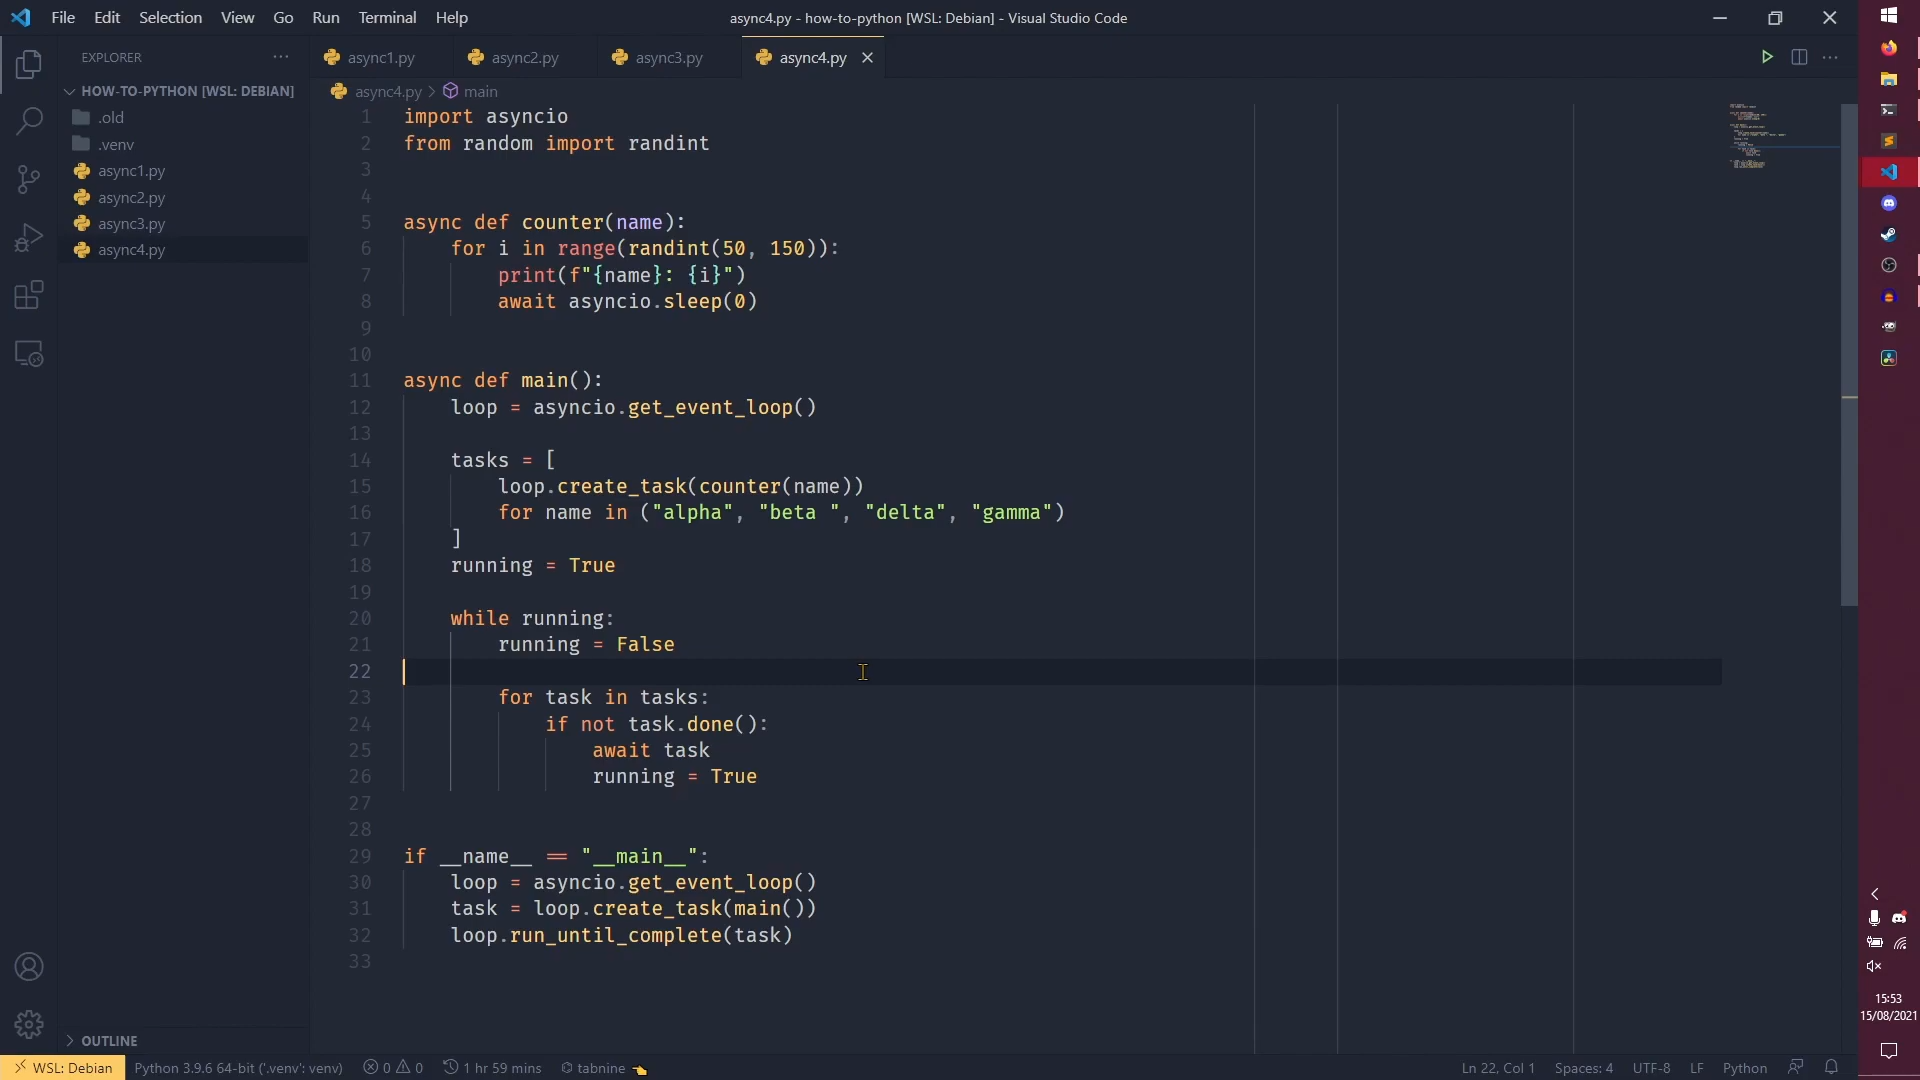 File Edit Selection View Go Run Terminal Help
async4.py - how-to-python [WSL: Debian] - Visual Studio Code
EXPLORER
HOW-TO-PYTHON [WSL: DEBIAN]
.old
.venv
async1.py
async2.py
async3.py
async4.py
OUTLINE
async1.py async2.py async3.py async4.py
async4.py > main
1 import asyncio
2 from random import randint
3
4
5 async def counter(name):
6     for i in range(randint(50, 150)):
7         print(f"{name}: {i}")
8         await asyncio.sleep(0)
9
10
11 async def main():
12     loop = asyncio.get_event_loop()
13
14     tasks = [
15         loop.create_task(counter(name))
16         for name in ("alpha", "beta ", "delta", "gamma")
17     ]
18     running = True
19
20     while running:
21         running = False
22
23         for task in tasks:
24             if not task.done():
25                 await task
26                 running = True
27
28
29 if __name__ == "__main__":
30     loop = asyncio.get_event_loop()
31     task = loop.create_task(main())
32     loop.run_until_complete(task)
33
WSL: Debian Python 3.9.6 64-bit ('.venv': venv) 0 0 1 hr 59 mins tabnine Ln 22, Col 1 Spaces: 4 UTF-8 LF Python
15:53
15/08/2021